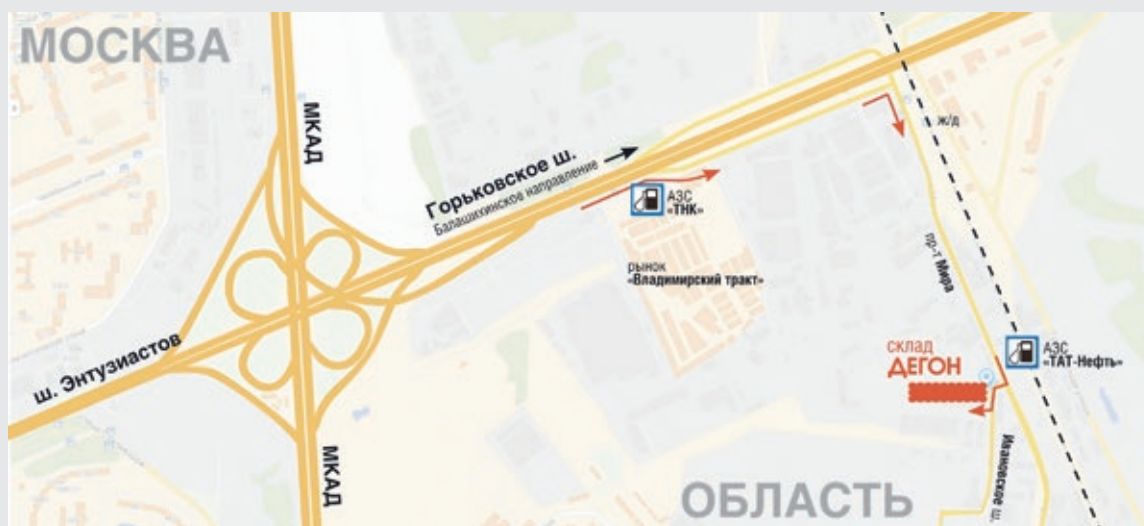 МОСКВА
МКАД
Горьковское ш.
Балашихинское направление
ж/д
АЗС
«ТНК»
пр-т Мира
рынок
«Владимирский тракт»
ш. Энтузиастов
склад
ДЕГОН
АЗС
«ТАТ-Нефть»
МКАД
Ивановское ш.
ОБЛАСТЬ